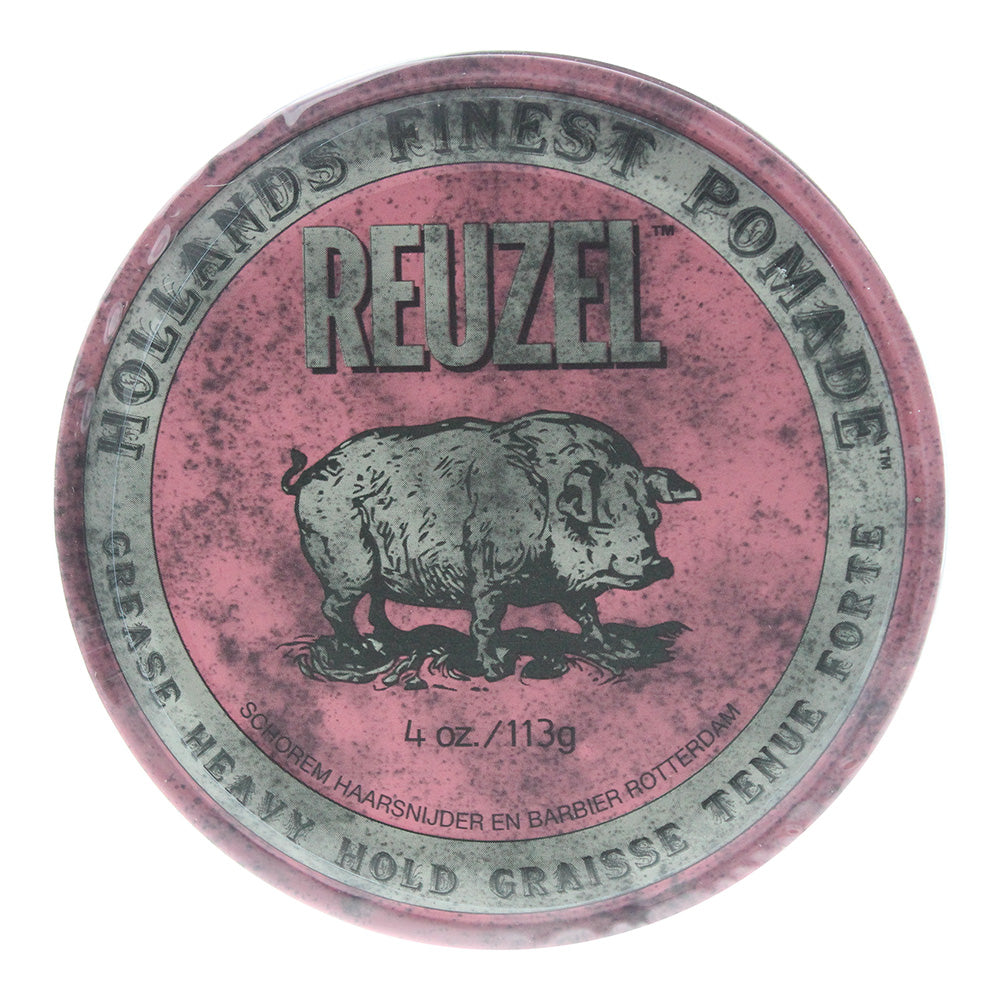 HOLLANDS FINEST POMADE™
REUZEL™
4 oz./113g
SCHOREM HAARSNIJDER EN BARBIER ROTTERDAM
GREASE HEAVY HOLD GRAISSE TENUE FORTE